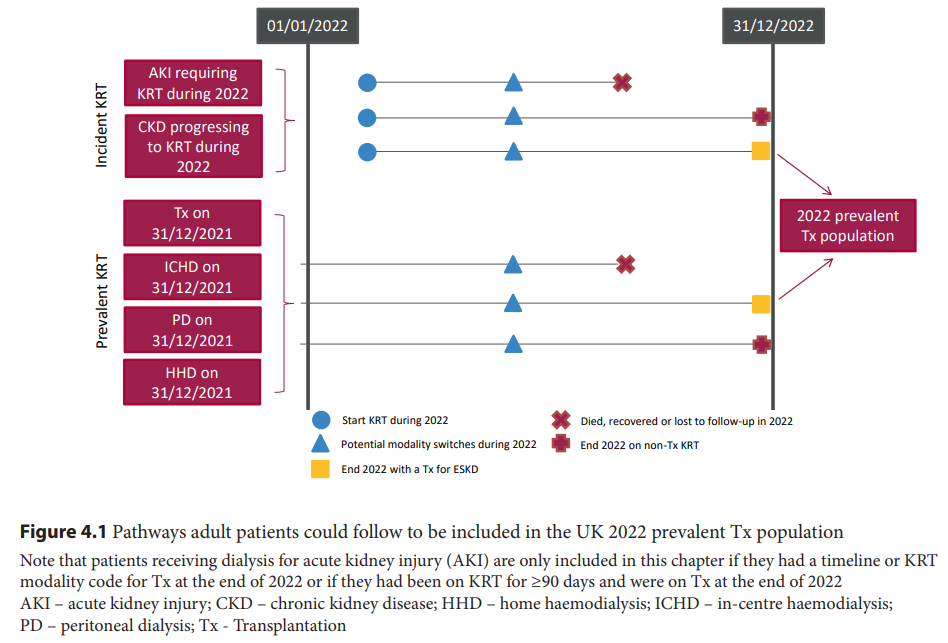 01/01/2022
31/12/2022
Incident KRT
AKI requiring
KRT during 2022
CKD progressing
to KRT during
2022
2022 prevalent
Tx population
Prevalent KRT
Tx on
31/12/2021
ICHD on
31/12/2021
PD on
31/12/2021
HHD on
31/12/2021
Start KRT during 2022
Potential modality switches during 2022
End 2022 with a Tx for ESKD
Died, recovered or lost to follow-up in 2022
End 2022 on non-Tx KRT
Figure 4.1 Pathways adult patients could follow to be included in the UK 2022 prevalent Tx population
Note that patients receiving dialysis for acute kidney injury (AKI) are only included in this chapter if they had a timeline or KRT
modality code for Tx at the end of 2022 or if they had been on KRT for ≥90 days and were on Tx at the end of 2022
AKI – acute kidney injury; CKD – chronic kidney disease; HHD – home haemodialysis; ICHD – in-centre haemodialysis;
PD – peritoneal dialysis; Tx - Transplantation